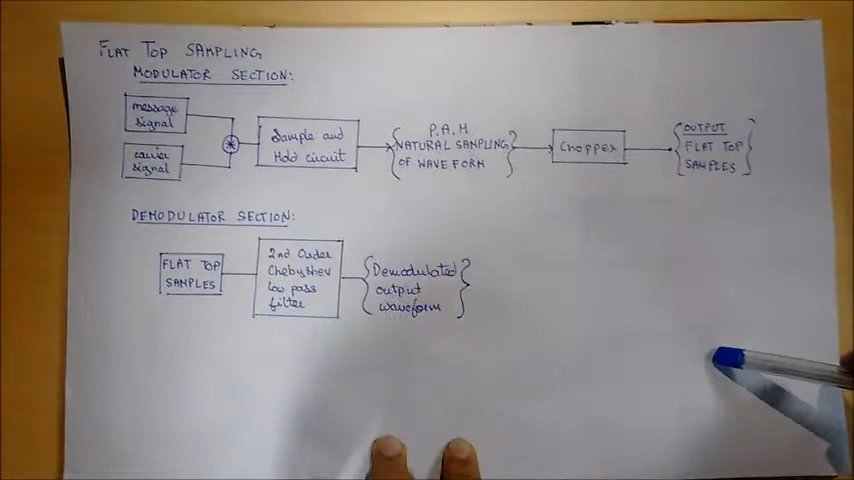 FLAT TOP SAMPLING
MODULATOR SECTION:
message
signal
carrier
signal
Sample and
Hold circuit
P.A.M
NATURAL SAMPLING
OF WAVE FORM
Chopper
OUTPUT
FLAT TOP
SAMPLES
DEMODULATOR SECTION:
FLAT TOP
SAMPLES
2nd Order
Chebyshev
low pass
filter
Demodulated
output
waveform